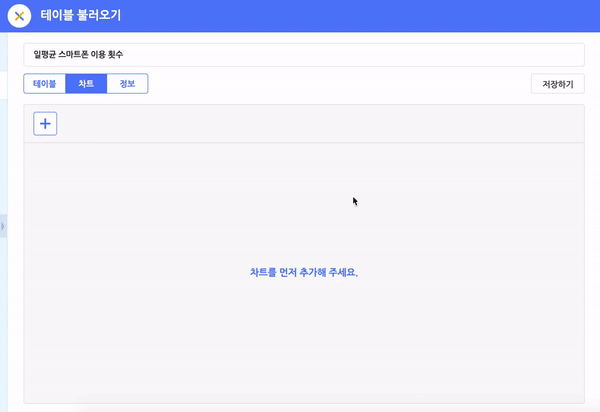 테이블 불러오기
일평균 스마트폰 이용 횟수
테이블 차트 정보 저장하기
차트를 먼저 추가해 주세요.